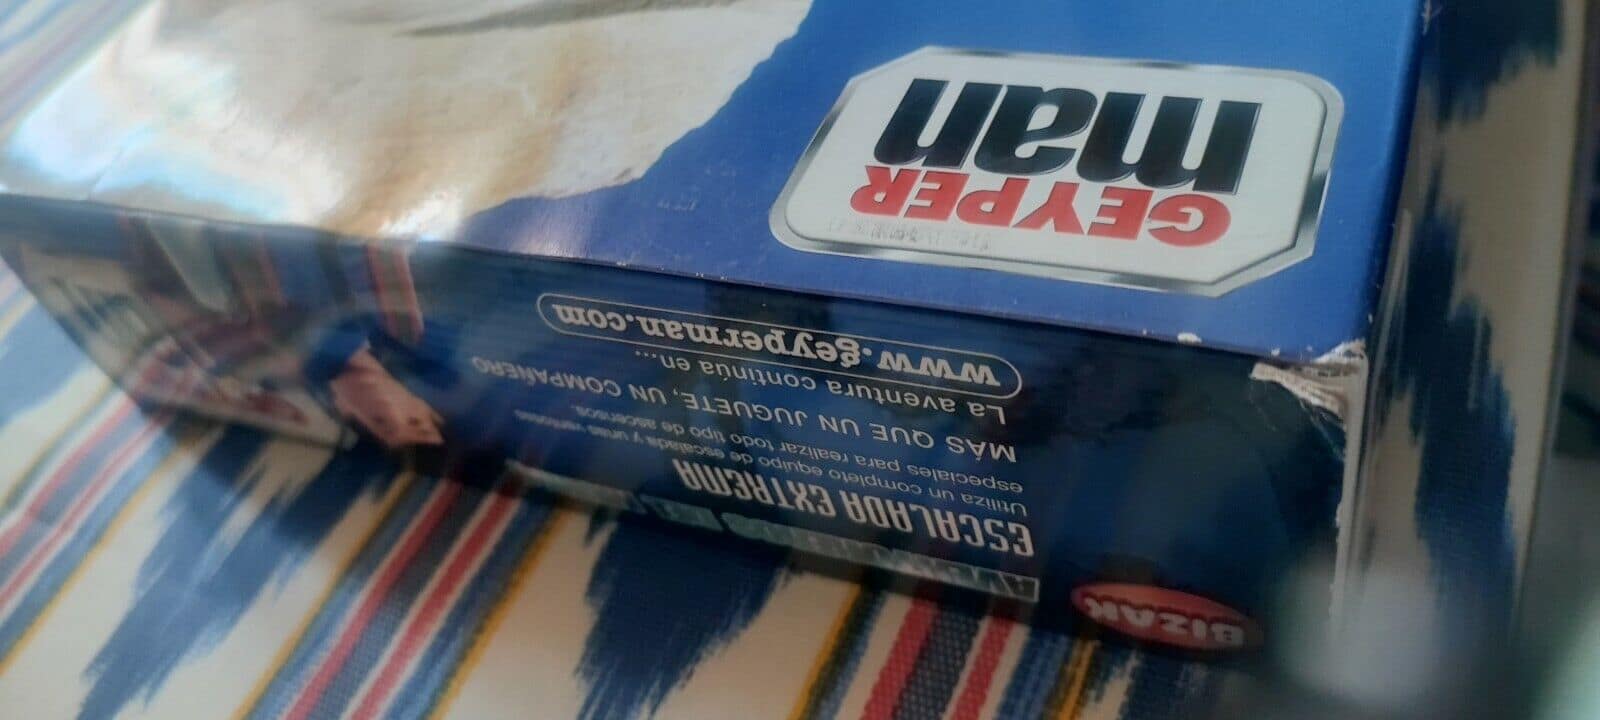 GEYPER
man
BIZAK
ESCALADA EXTREMA
Utiliza un completo equipo de escalada y unas
especiales para realizar todo tipo de ascensos.
MÁS QUE UN JUGUETE, UN COMPAÑERO
La aventura continúa en...
www.geyperman.com